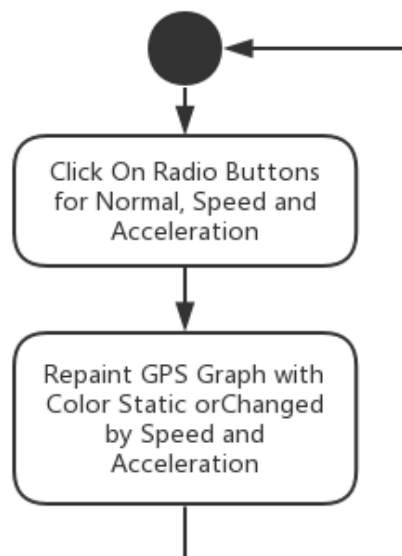 Click On Radio Buttons
for Normal, Speed and
Acceleration
Repaint GPS Graph with
Color Static orChanged
by Speed and
Acceleration